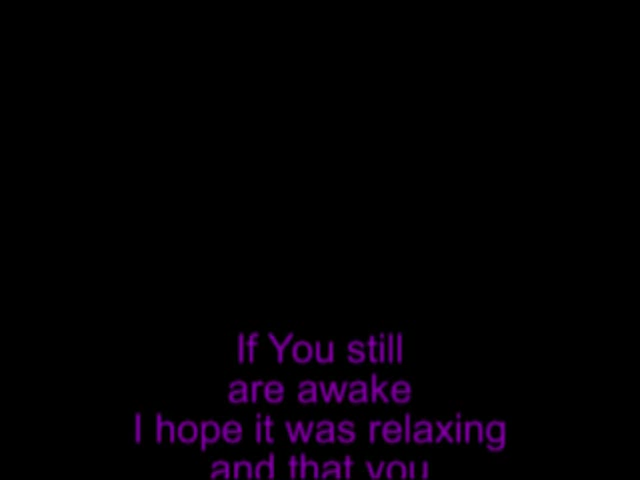 If You still
are awake
I hope it was relaxing
and that you